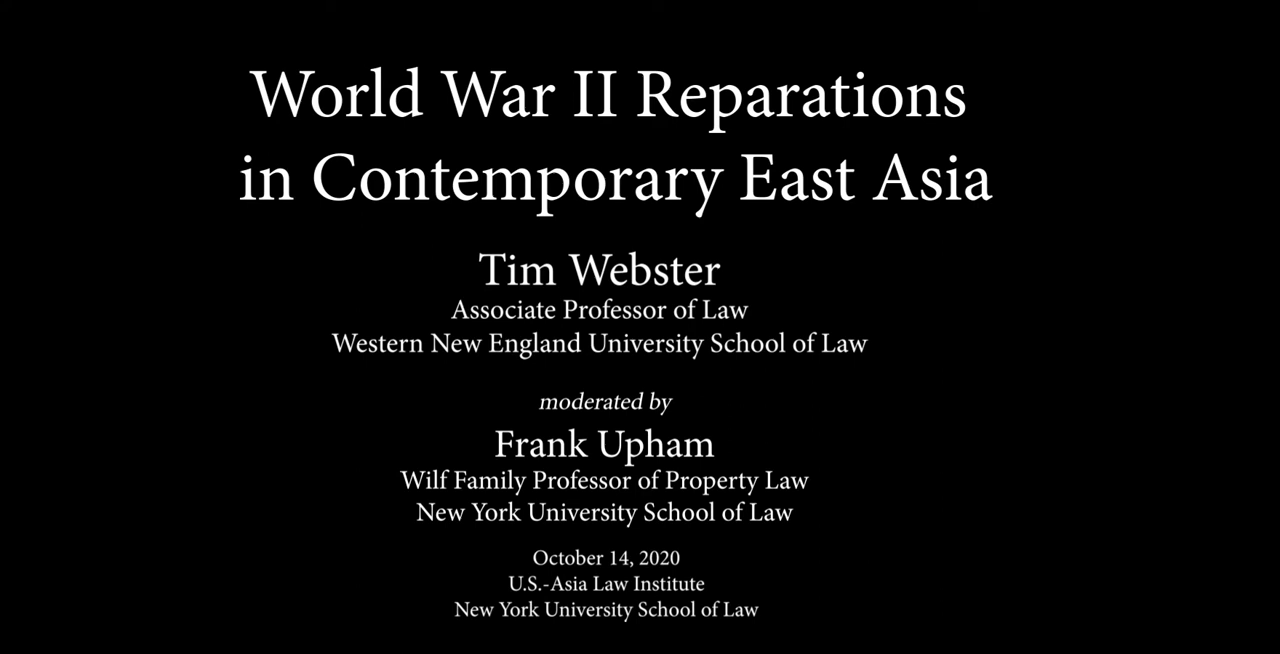 World War II Reparations
in Contemporary East Asia
Tim Webster
Associate Professor of Law
Western New England University School of Law
moderated by
Frank Upham
Wilf Family Professor of Property Law
New York University School of Law
October 14, 2020
U.S.-Asia Law Institute
New York University School of Law